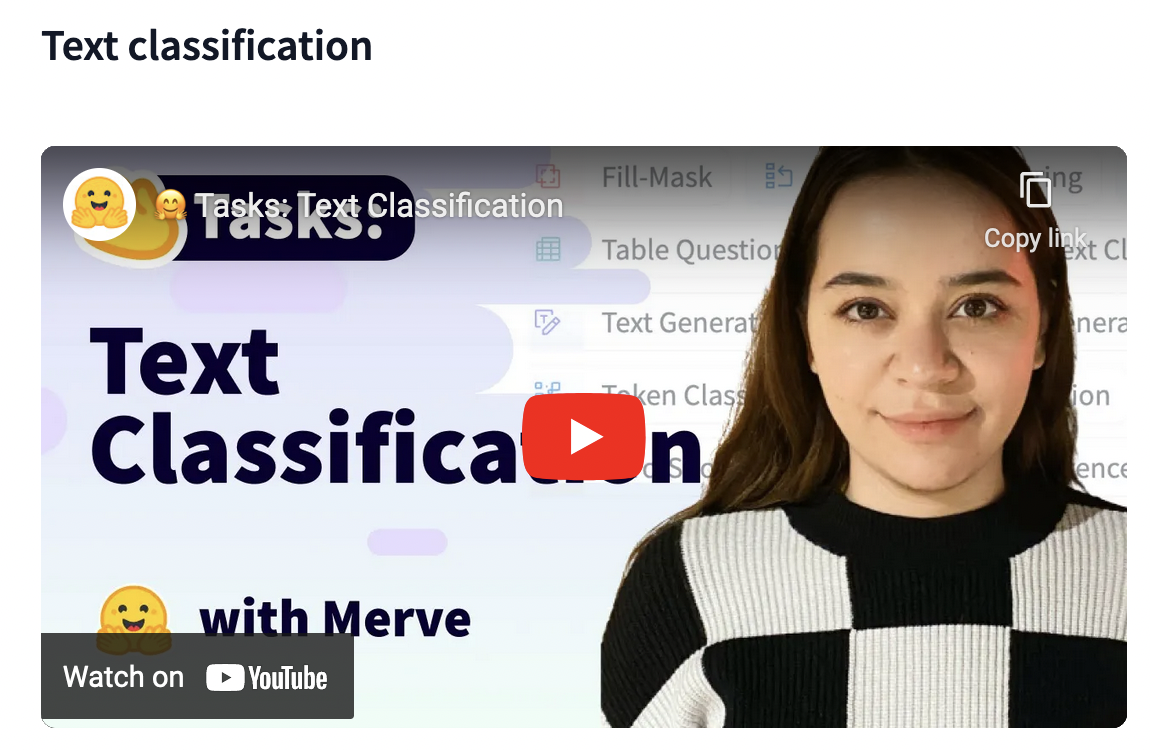 Text classification
🤗 Tasks: Text Classification
Tasks:
Copy link
Fill-Mask
Table Question
Text Generat
Token Class
Text
Classification
with Merve
Watch on YouTube